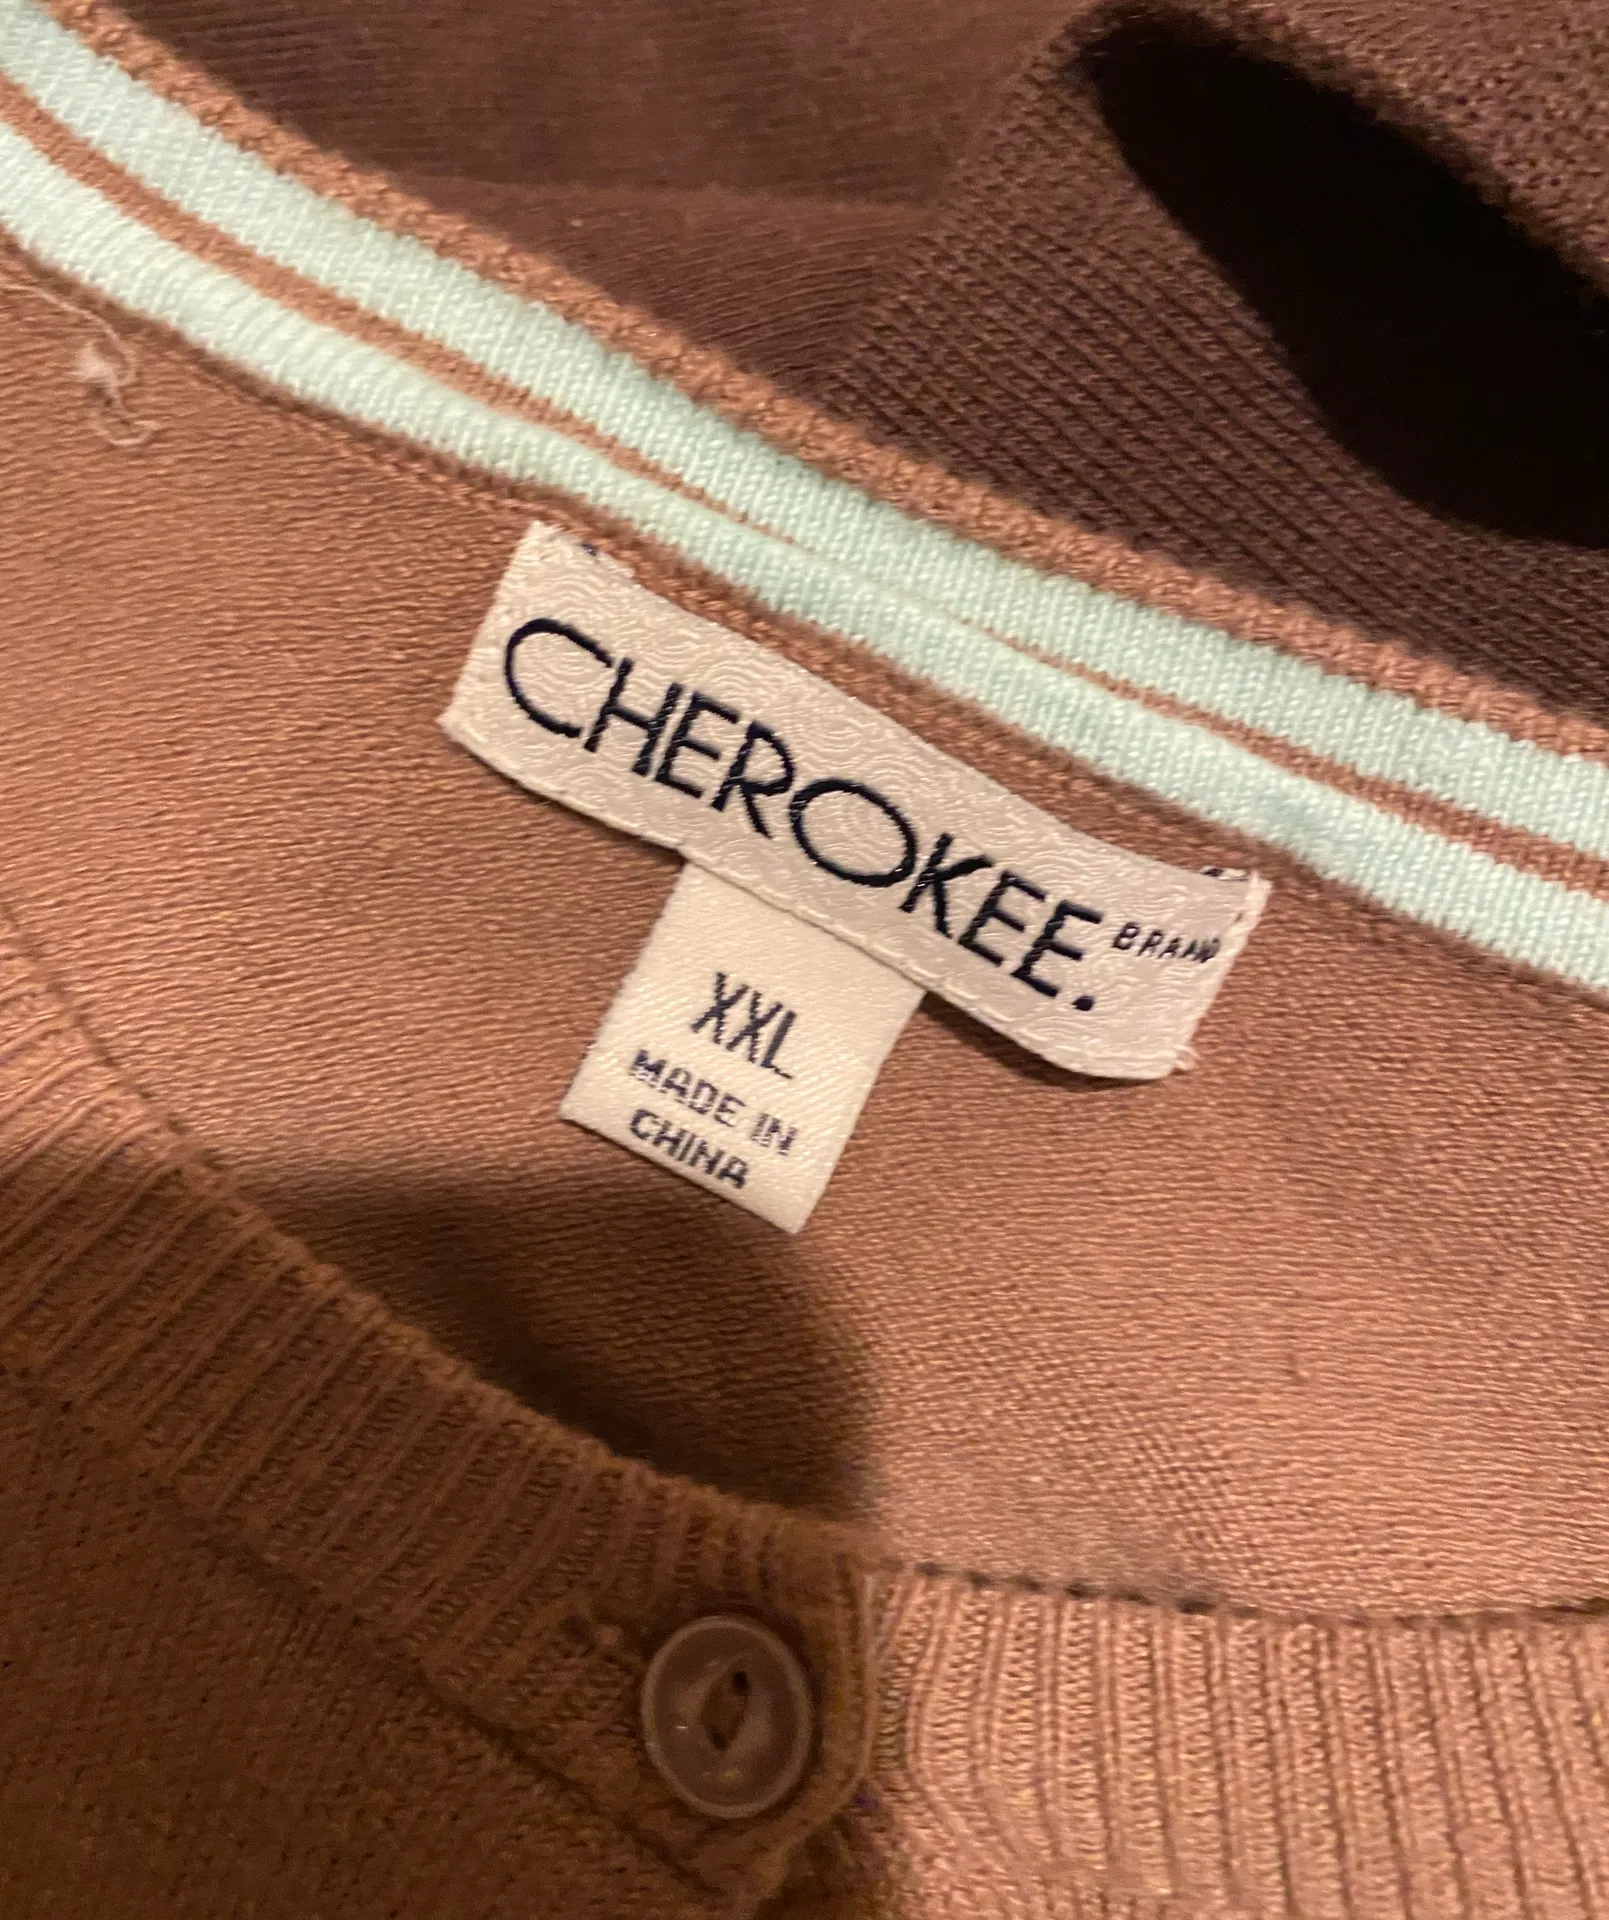 CHEROKEE. BRAND
XXL
MADE IN
CHINA